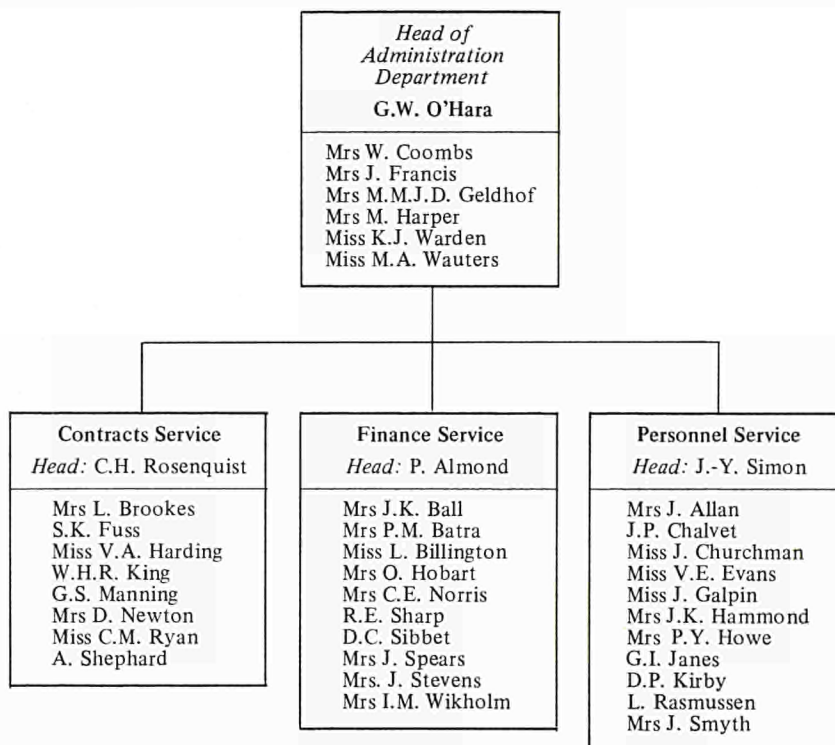 Head of
Administration
Department
G.W. O'Hara
Mrs W. Coombs
Mrs J. Francis
Mrs M.M.J.D. Geldhof
Mrs M. Harper
Miss K.J. Warden
Miss M.A. Wauters
Contracts Service
Head: C.H. Rosenquist
Mrs L. Brookes
S.K. Fuss
Miss V.A. Harding
W.H.R. King
G.S. Manning
Mrs D. Newton
Miss C.M. Ryan
A. Shephard
Finance Service
Head: P. Almond
Mrs J.K. Ball
Mrs P.M. Batra
Miss L. Billington
Mrs O. Hobart
Mrs C.E. Norris
R.E. Sharp
D.C. Sibbet
Mrs J. Spears
Mrs. J. Stevens
Mrs I.M. Wikholm
Personnel Service
Head: J.-Y. Simon
Mrs J. Allan
J.P. Chalvet
Miss J. Churchman
Miss V.E. Evans
Miss J. Galpin
Mrs J.K. Hammond
Mrs P.Y. Howe
G.I. Janes
D.P. Kirby
L. Rasmussen
Mrs J. Smyth